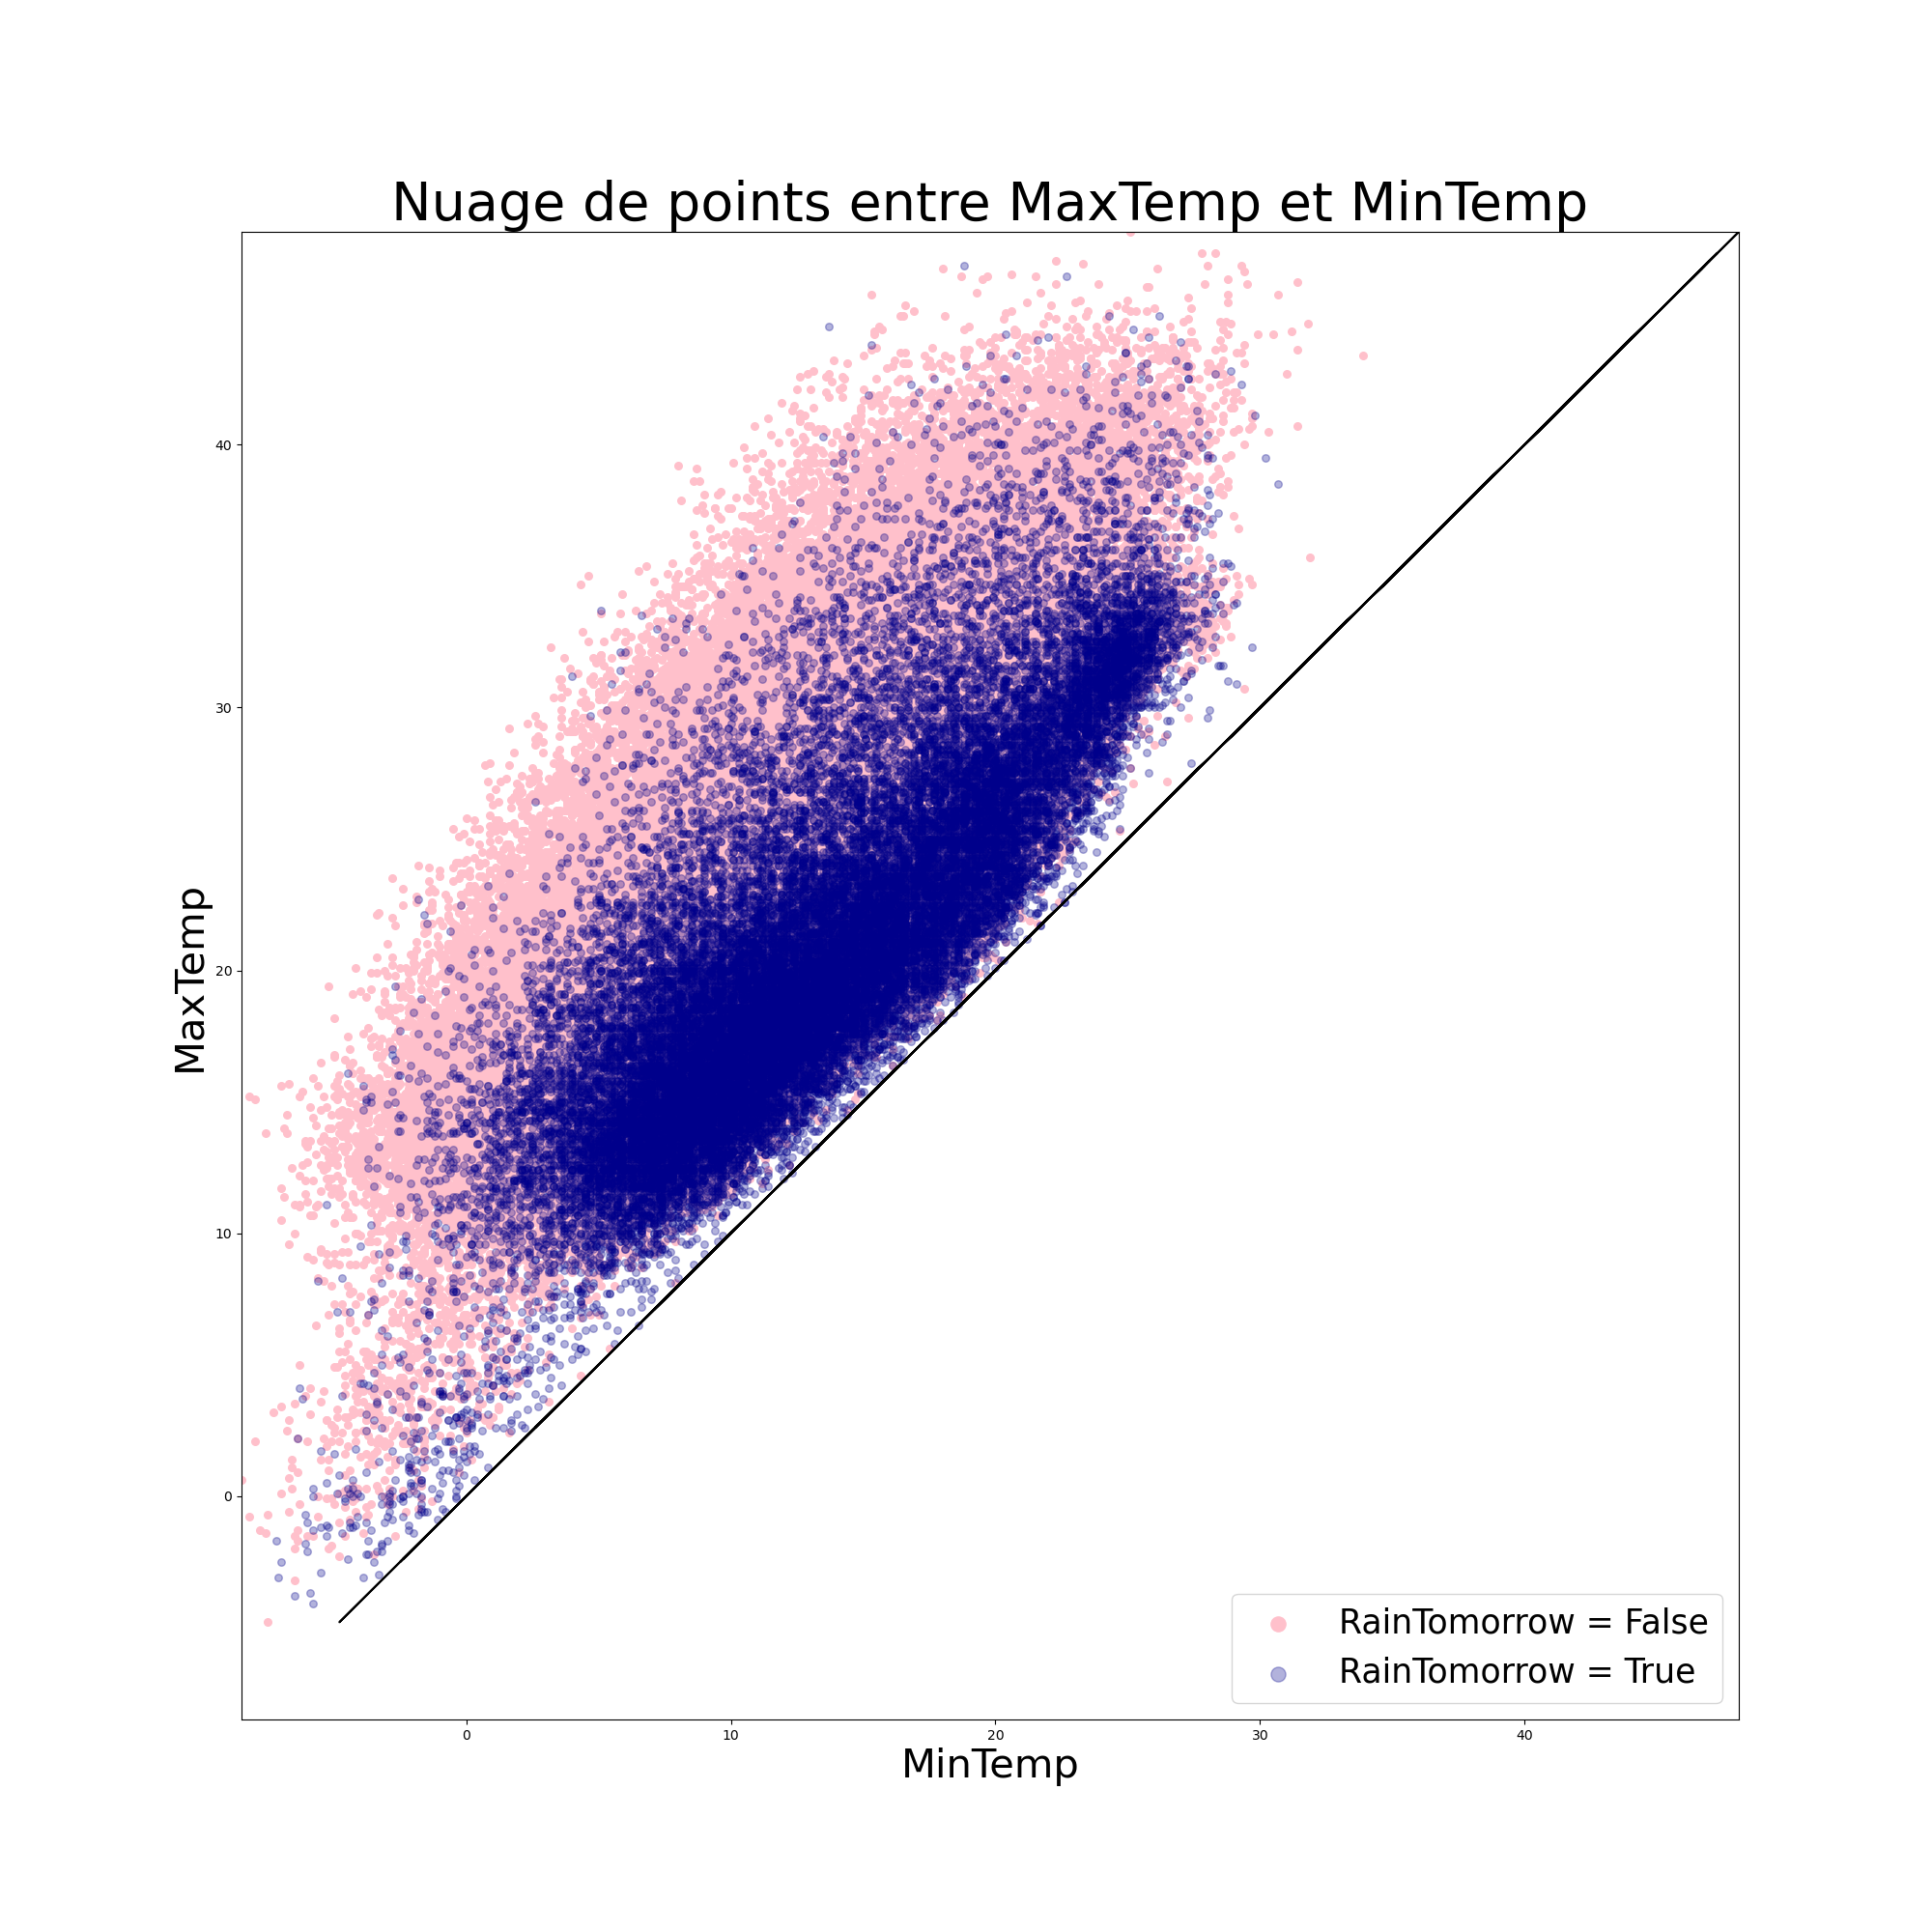 Nuage de points entre MaxTemp et MinTemp
MaxTemp
40
30
20
10
0
0 10 20 30 40
MinTemp
RainTomorrow = False
RainTomorrow = True